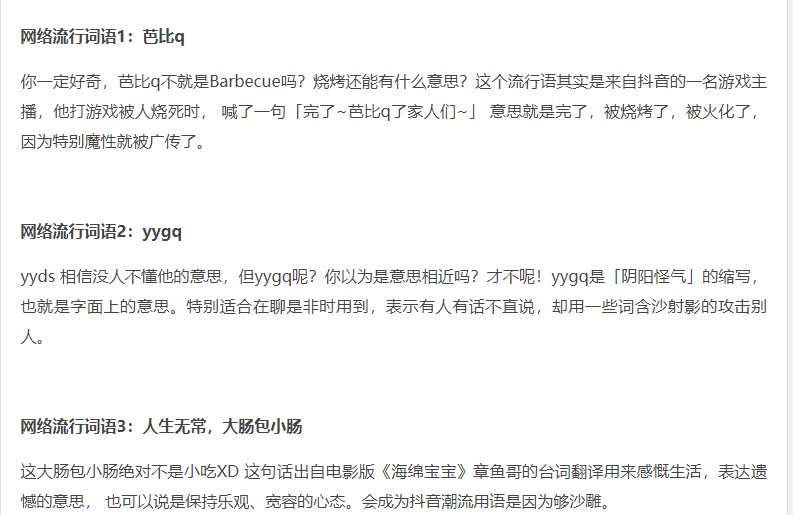 网络流行词语1：芭比q
你一定好奇，芭比q不就是Barbecue吗？烧烤还能有什么意思？这个流行语其实是来自抖音的一名游戏主
播，他打游戏被人烧死时， 喊了一句「完了~芭比q了家人们~」 意思就是完了，被烧烤了，被火化了，
因为特别魔性就被广传了。
网络流行词语2：yygq
yyds 相信没人不懂他的意思，但yygq呢？你以为是意思相近吗？才不呢！yygq是「阴阳怪气」的缩写，
也就是字面上的意思。特别适合在聊是非时用到，表示有人有话不直说，却用一些词含沙射影的攻击别
人。
网络流行词语3：人生无常，大肠包小肠
这大肠包小肠绝对不是小吃XD 这句话出自电影版《海绵宝宝》章鱼哥的台词翻译用来感慨生活，表达遗
憾的意思， 也可以说是保持乐观、宽容的心态。会成为抖音潮流用语是因为够沙雕。